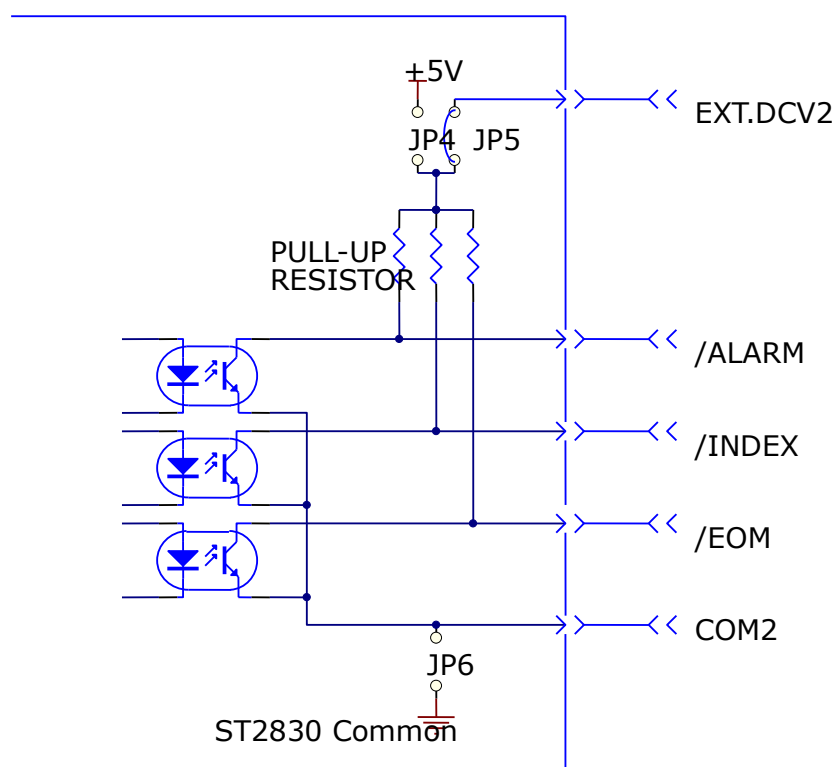 +5V
EXT.DCV2
JP4 JP5
PULL-UP
RESISTOR
/ALARM
/INDEX
/EOM
COM2
JP6
ST2830 Common